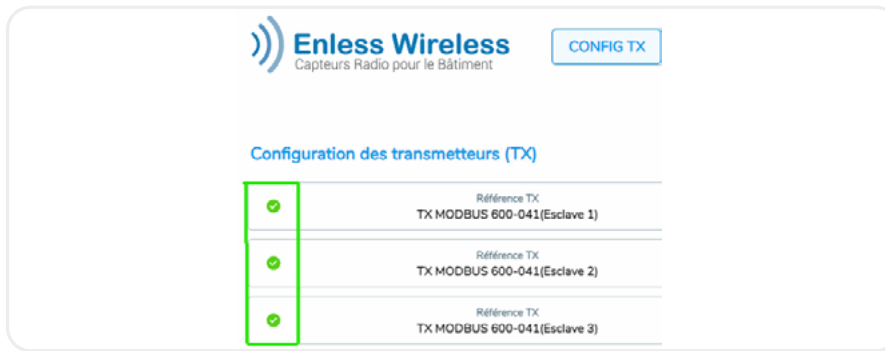 Enless Wireless
Capteurs Radio pour le Bâtiment
CONFIG TX
Configuration des transmetteurs (TX)
Référence TX
TX MODBUS 600-041(Esclave 1)
Référence TX
TX MODBUS 600-041(Esclave 2)
Référence TX
TX MODBUS 600-041(Esclave 3)